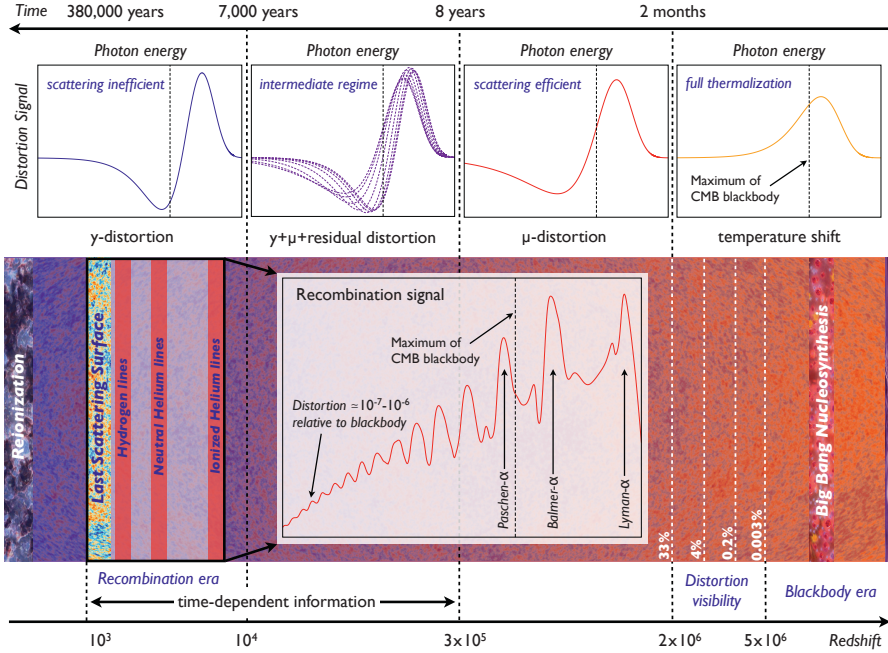 Time
380,000 years
7,000 years
8 years
2 months
Photon energy
Photon energy
Photon energy
Photon energy
Distortion Signal
scattering inefficient
intermediate regime
scattering efficient
full thermalization
Maximum of
CMB blackbody
y-distortion
y+μ+residual distortion
μ-distortion
temperature shift
Reionization
Last Scattering Surface
Hydrogen lines
Neutral Helium lines
Ionized Helium lines
Recombination signal
Maximum of
CMB blackbody
Distortion ≃10⁻⁷-10⁻⁶
relative to blackbody
Paschen-α
Balmer-α
Lyman-α
33%
4%
0.2%
0.003%
Big Bang Nucleosynthesis
Recombination era
time-dependent information
Distortion
visibility
Blackbody era
10³
10⁴
3×10⁵
2×10⁶
5×10⁶
Redshift